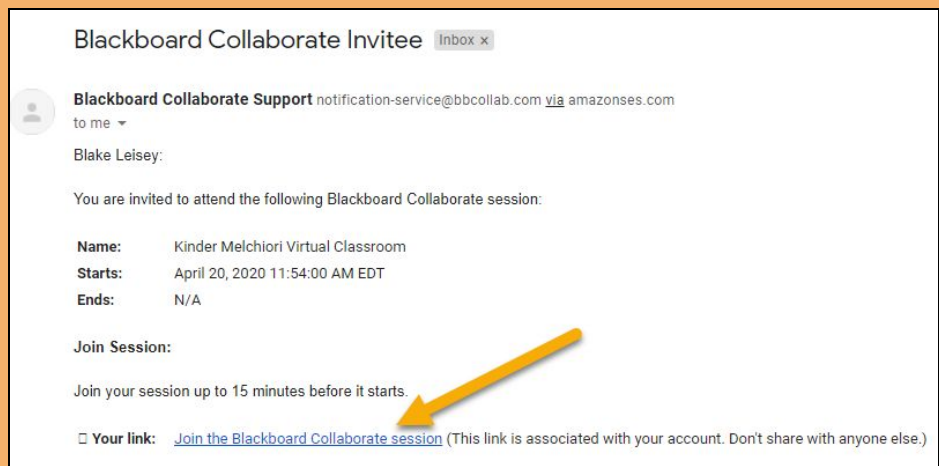 Blackboard Collaborate Invitee Inbox x
Blackboard Collaborate Support notification-service@bbcollab.com via amazonses.com
to me
Blake Leisey:
You are invited to attend the following Blackboard Collaborate session:
Name: Kinder Melchiori Virtual Classroom
Starts: April 20, 2020 11:54:00 AM EDT
Ends: N/A
Join Session:
Join your session up to 15 minutes before it starts.
Your link: Join the Blackboard Collaborate session (This link is associated with your account. Don't share with anyone else.)